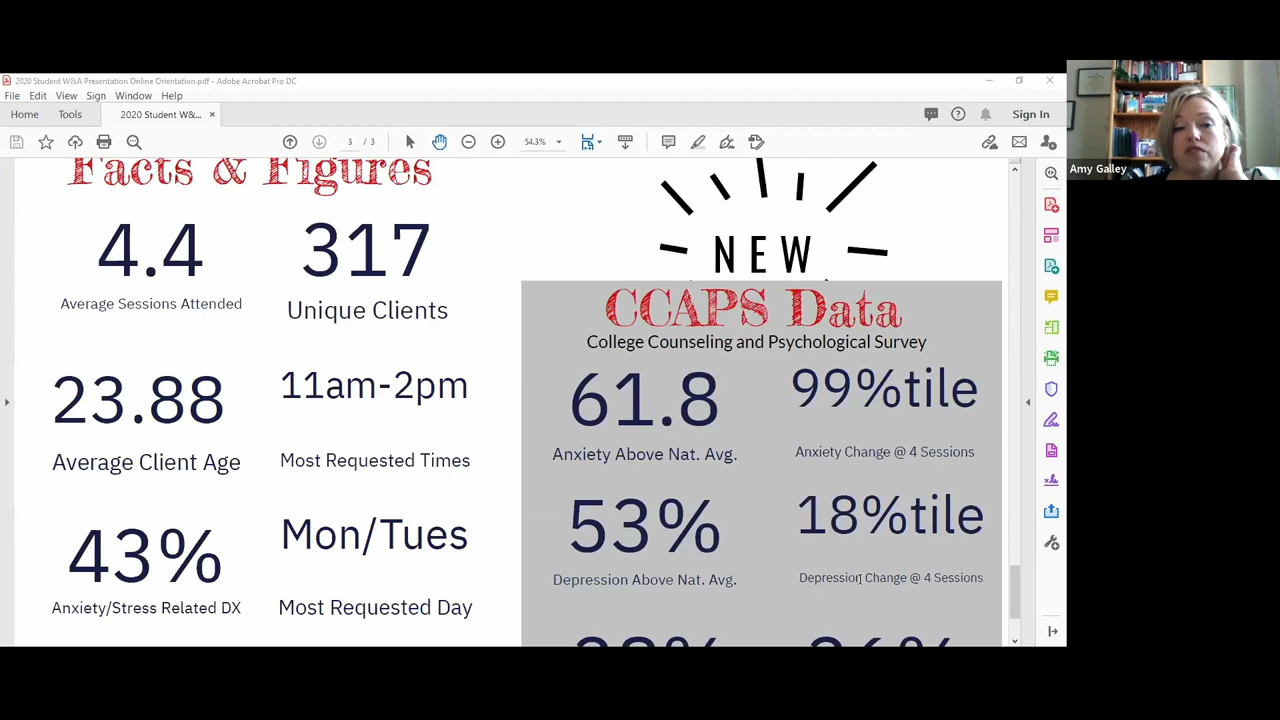 2020 Student W&A Presentation Online Orientation.pdf - Adobe Acrobat Pro DC
File Edit View Sign Window Help
Home Tools 2020 Student W&... × Sign In
3 / 3 54.3%
Amy Galley
Facts & Figures
4.4
Average Sessions Attended
317
Unique Clients
23.88
Average Client Age
11am-2pm
Most Requested Times
43%
Anxiety/Stress Related DX
Mon/Tues
Most Requested Day
NEW
CCAPS Data
College Counseling and Psychological Survey
61.8
Anxiety Above Nat. Avg.
99%tile
Anxiety Change @ 4 Sessions
53%
Depression Above Nat. Avg.
18%tile
Depression Change @ 4 Sessions